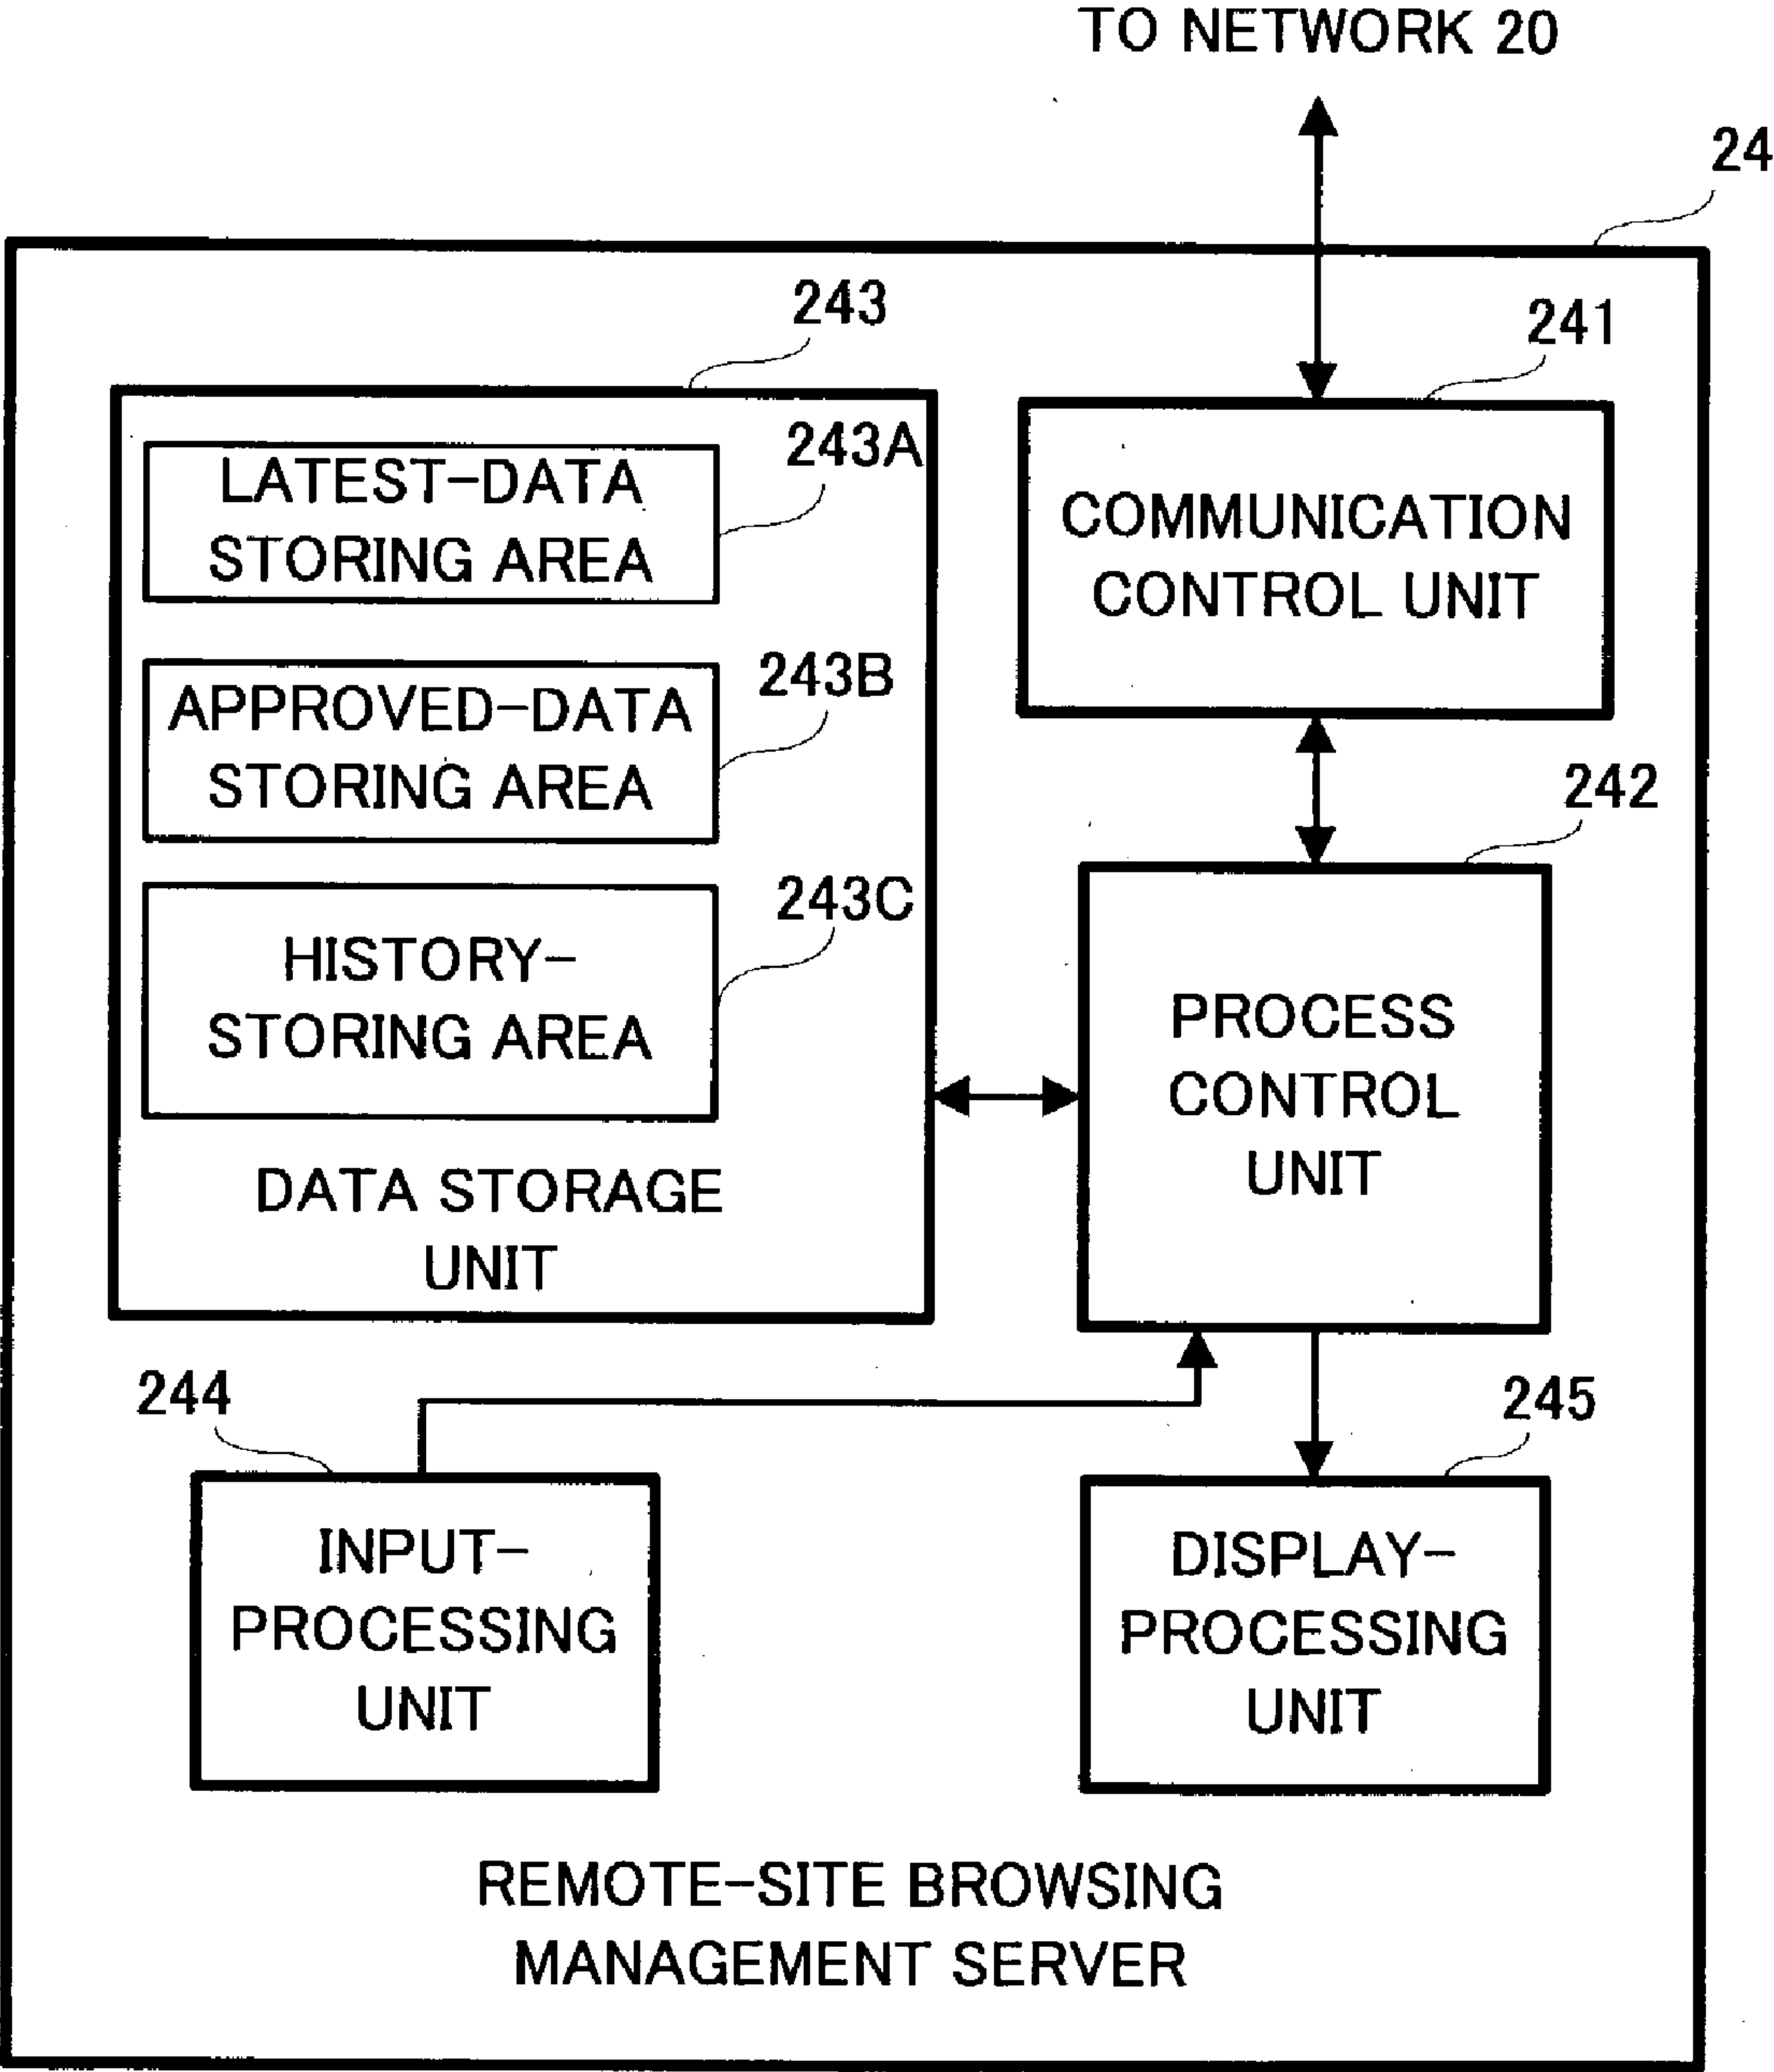 TO NETWORK 20
24
243
241
243A
LATEST-DATA
STORING AREA
COMMUNICATION
CONTROL UNIT
243B
APPROVED-DATA
STORING AREA
242
243C
HISTORY-
STORING AREA
PROCESS
CONTROL
UNIT
DATA STORAGE
UNIT
244
245
INPUT-
PROCESSING
UNIT
DISPLAY-
PROCESSING
UNIT
REMOTE-SITE BROWSING
MANAGEMENT SERVER